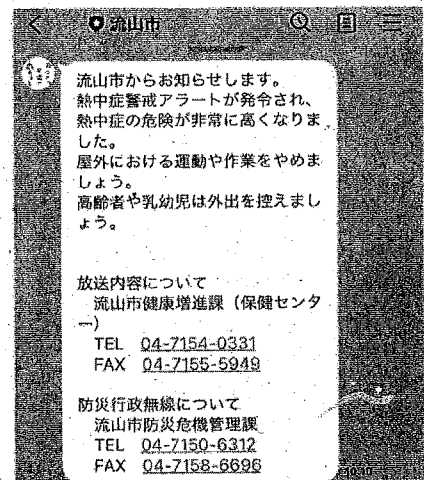 流山市
流山市からお知らせします。
熱中症警戒アラートが発令され、
熱中症の危険が非常に高くなりま
した。
屋外における運動や作業をやめま
しょう。
高齢者や乳幼児は外出を控えまし
ょう。
放送内容について
流山市健康増進課（保健センタ
ー）
TEL 04-7154-0331
FAX 04-7155-5949
防災行政無線について
流山市防災危機管理課
TEL 04-7150-6312
FAX 04-7158-6696